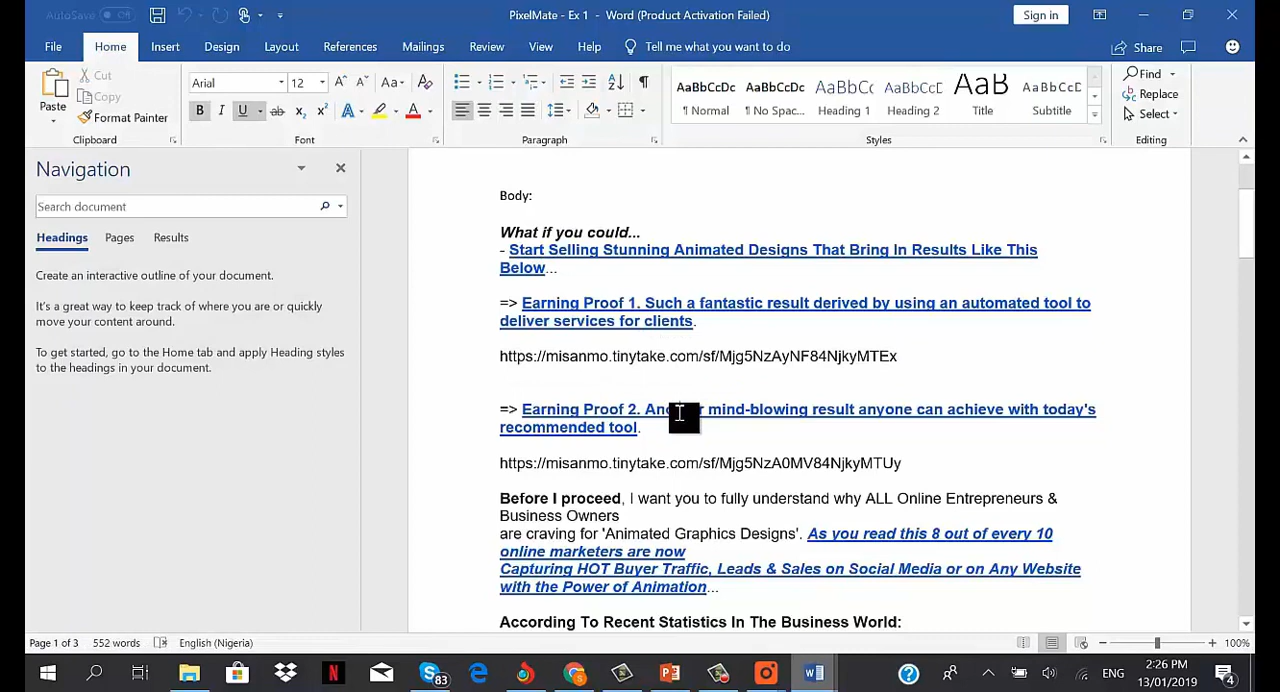 AutoSave Off
PixelMate - Ex 1 - Word (Product Activation Failed)
Sign in
File Home Insert Design Layout References Mailings Review View Help Tell me what you want to do
Share
Paste
Cut
Copy
Format Painter
Clipboard
Arial 12
Font
Paragraph
AaBbCcDc AaBbCcDc AaBbCc AaBbCcC AaB AaBbCcC
¶ Normal ¶ No Spac... Heading 1 Heading 2 Title Subtitle
Styles
Find
Replace
Select
Editing
Navigation
Search document
Headings Pages Results
Create an interactive outline of your document.
It's a great way to keep track of where you are or quickly
move your content around.
To get started, go to the Home tab and apply Heading styles
to the headings in your document.
Body:
What if you could...
- Start Selling Stunning Animated Designs That Bring In Results Like This
Below...
=> Earning Proof 1. Such a fantastic result derived by using an automated tool to
deliver services for clients.
https://misanmo.tinytake.com/sf/Mjg5NzAyNF84NjkyMTEx
=> Earning Proof 2. mind-blowing result anyone can achieve with today's
recommended tool.
https://misanmo.tinytake.com/sf/Mjg5NzA0MV84NjkyMTUy
Before I proceed, I want you to fully understand why ALL Online Entrepreneurs &
Business Owners
are craving for 'Animated Graphics Designs'. As you read this 8 out of every 10
online marketers are now
Capturing HOT Buyer Traffic, Leads & Sales on Social Media or on Any Website
with the Power of Animation...
According To Recent Statistics In The Business World:
Page 1 of 3 552 words English (Nigeria)
100%
83
ENG
2:26 PM
13/01/2019
4